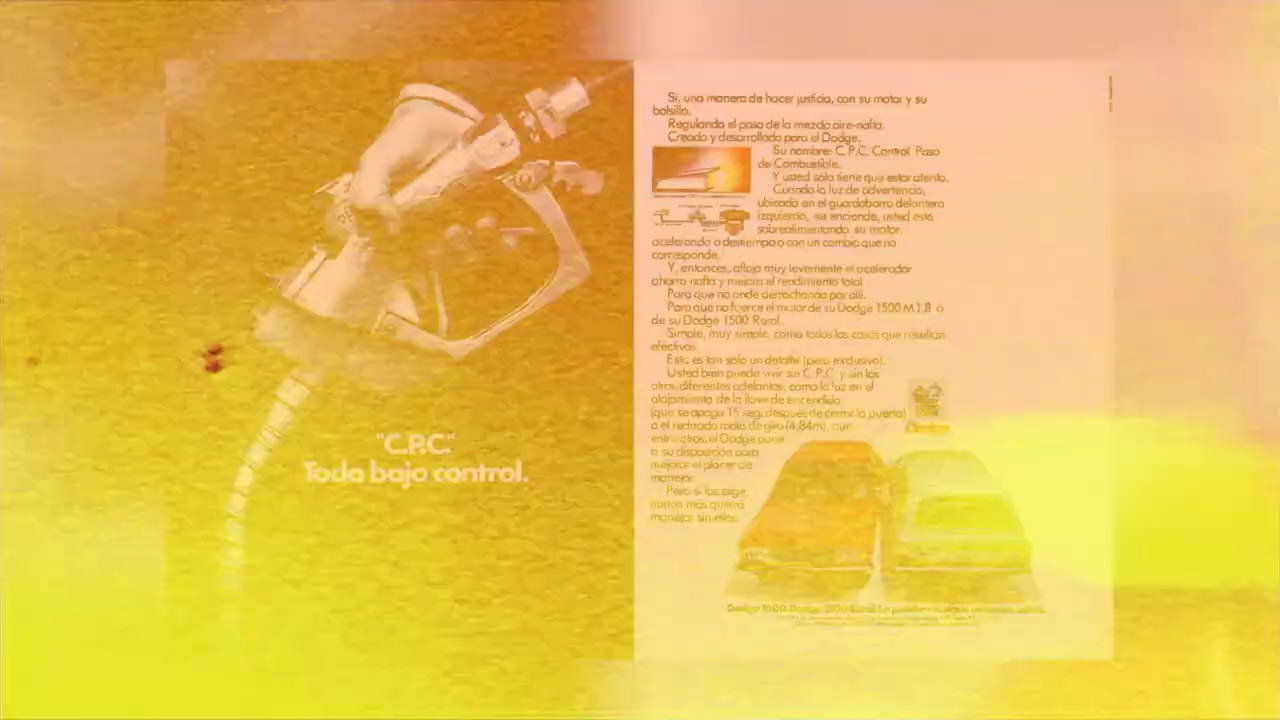 "C.P.C."
Todo bajo control.
Si, una manera de hacer justicia, con su motor y su
bolsillo.
Regulando el paso de la mezcla aire-nafta.
Creado y desarrollado para el Dodge.
Su nombre: C.P.C. Control Paso
de Combustible.
Y usted sólo tiene que estar atento.
Cuando la luz de advertencia,
ubicada en el guardabarro delantero
izquierdo, se enciende, usted está
sobrealimentando su motor,
acelerando a destiempo o con un cambio que no
corresponde.
Y, entonces, afloja muy levemente el acelerador
ahorra nafta y mejora el rendimiento total.
Para que no ande derrochando por allí.
Para que no fuerce el motor de su Dodge 1500 M 1.8 ó
de su Dodge 1500 Rural.
Simple, muy simple, como todas las cosas que resultan
efectivas.
Esto es tan solo un detalle (pero exclusivo).
Usted bien puede vivir sin C.P.C. y sin los
otros diferentes adelantos, como la luz en el
alojamiento de la llave de encendido
(que se apaga 15 seg. después de cerrar la puerta)
o el reducido radio de giro (4,84m), que
entre otros, el Dodge pone
a su disposición para
mejorar el placer de
manejar.
Pero si los elige,
nunca más querrá
manejar sin ellos.